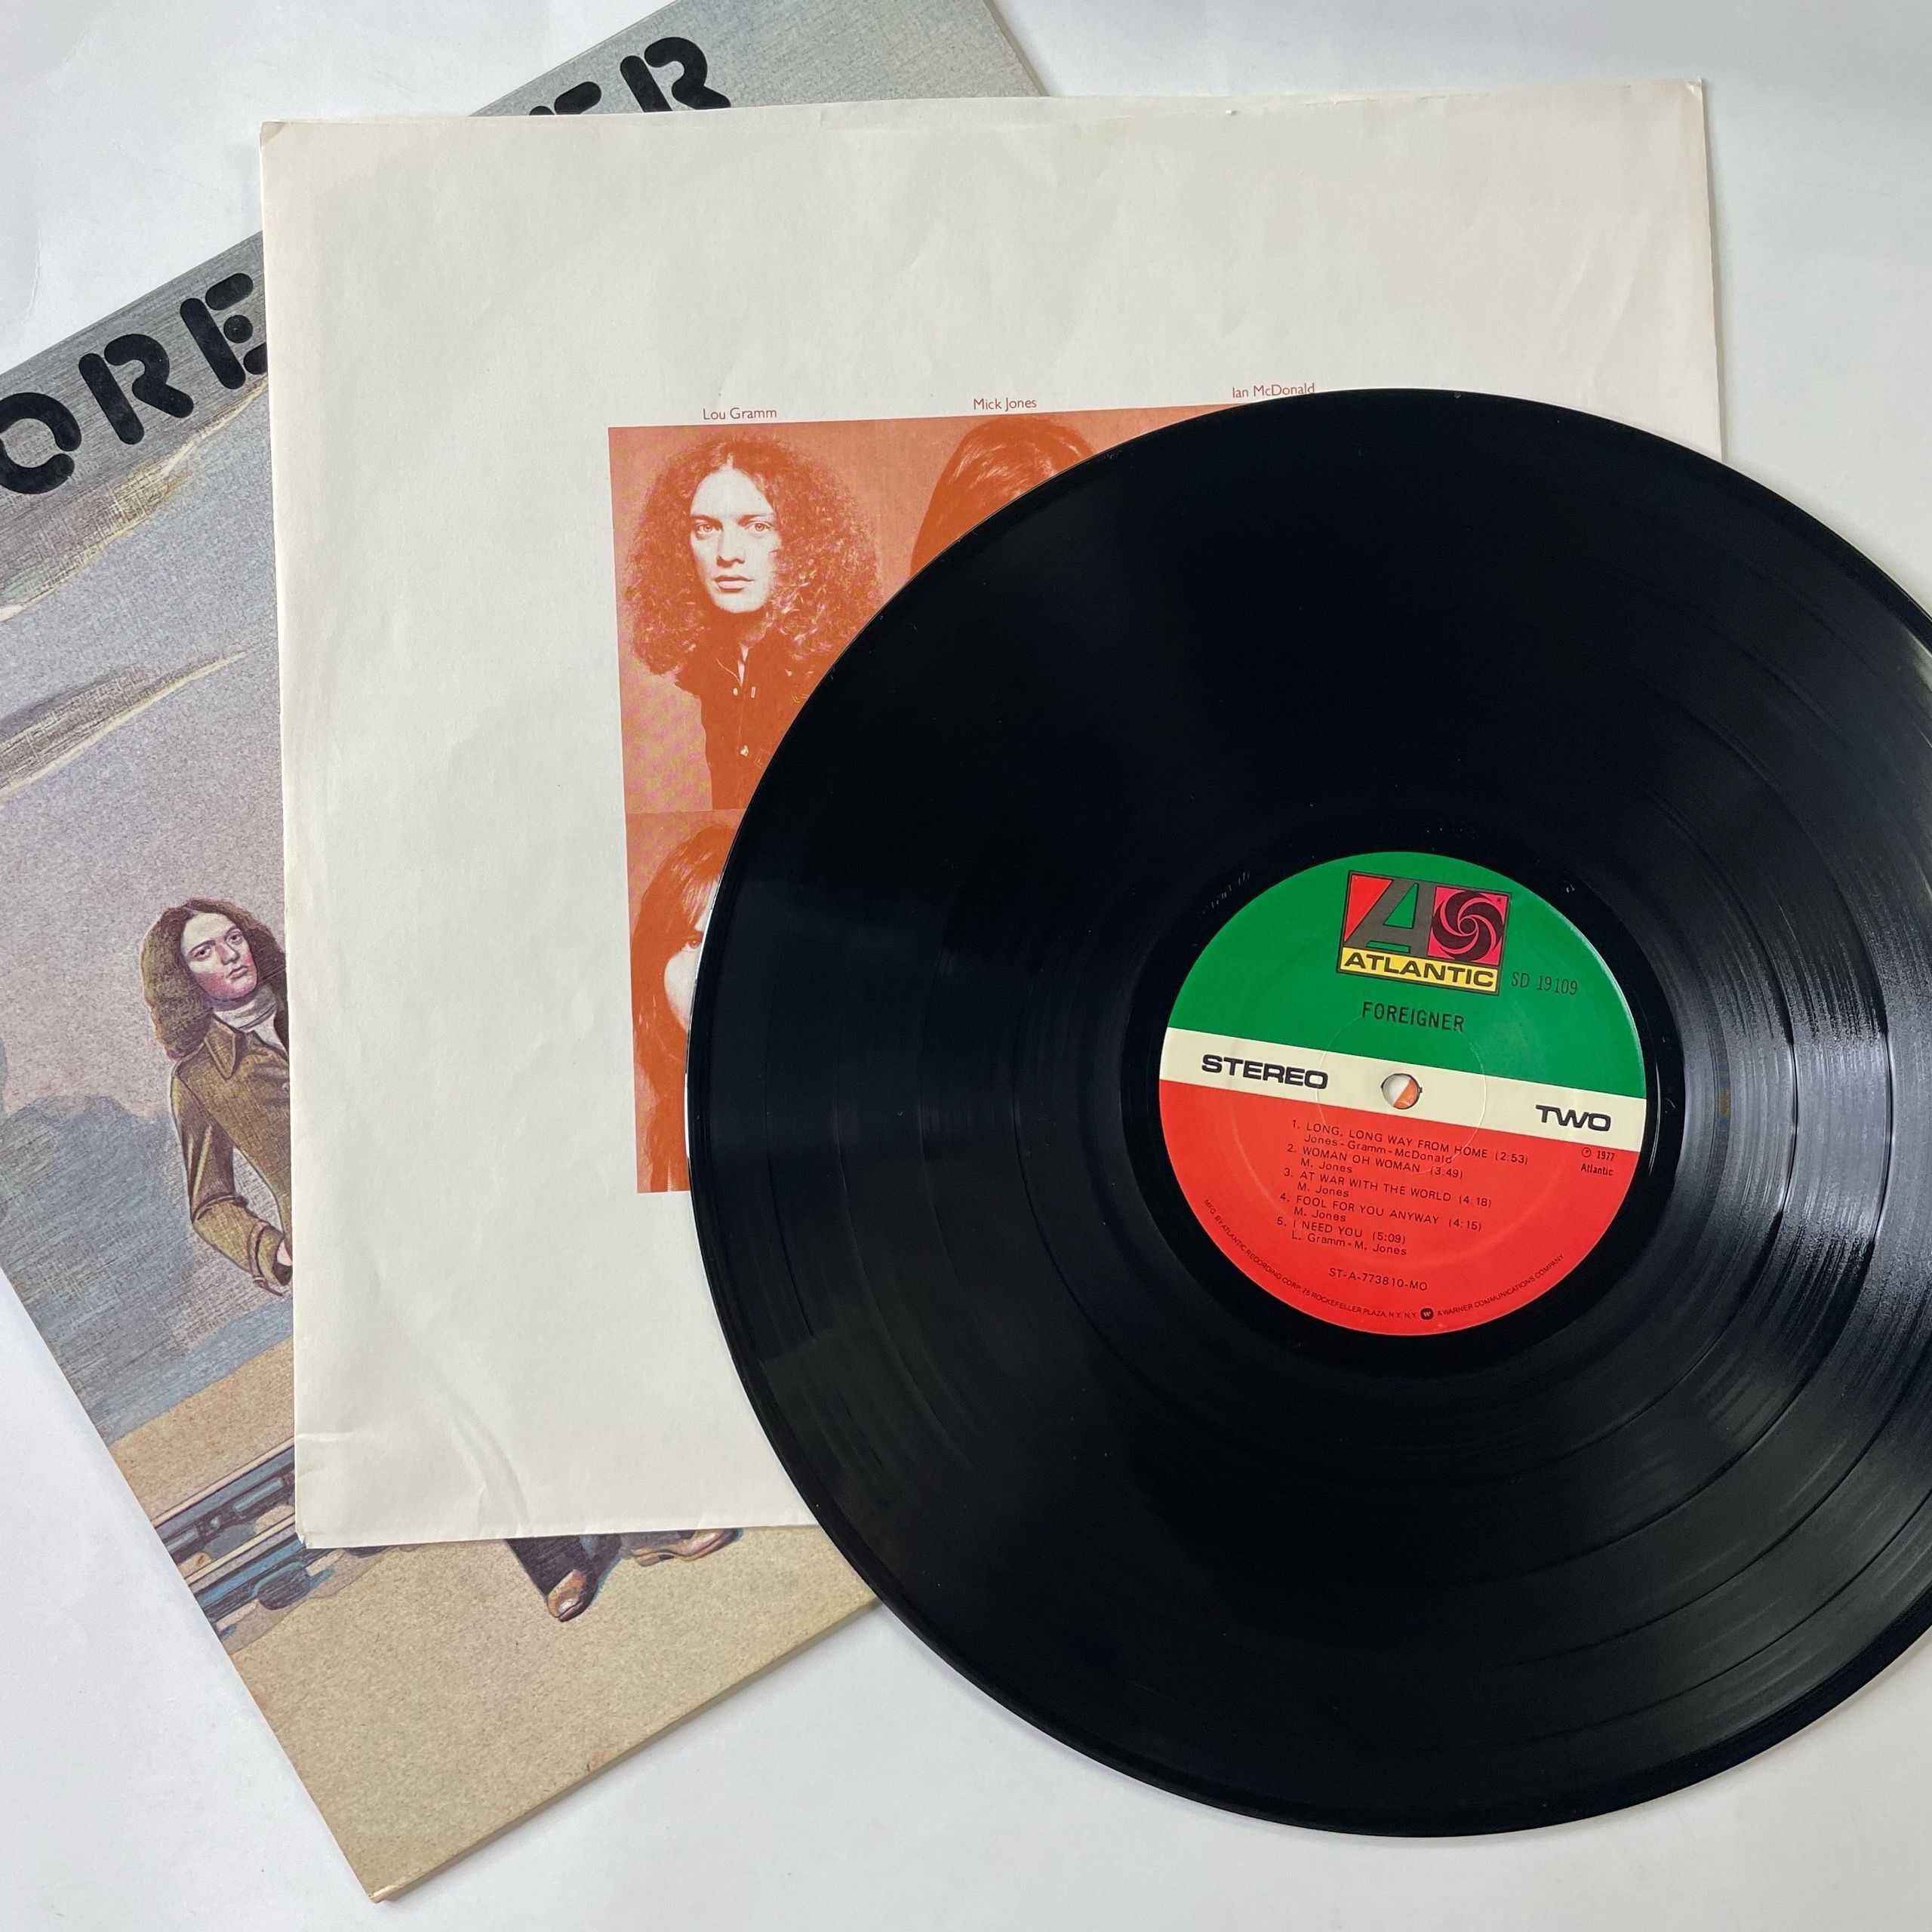 ORE ER
Lou Gramm
Mick Jones
Ian McDonald
A
ATLANTIC
SD 19109
FOREIGNER
STEREO
TWO
℗ 1977
Atlantic
1. LONG, LONG WAY FROM HOME (2:53)
Jones-Gramm-McDonald
2. WOMAN OH WOMAN (3:49)
M. Jones
3. AT WAR WITH THE WORLD (4:18)
M. Jones
4. FOOL FOR YOU ANYWAY (4:15)
M. Jones
5. I NEED YOU (5:09)
L. Gramm-M. Jones
ST-A-773810-MO
MFG. BY ATLANTIC RECORDING CORP., 75 ROCKEFELLER PLAZA, N.Y. N.Y. W A WARNER COMMUNICATIONS COMPANY